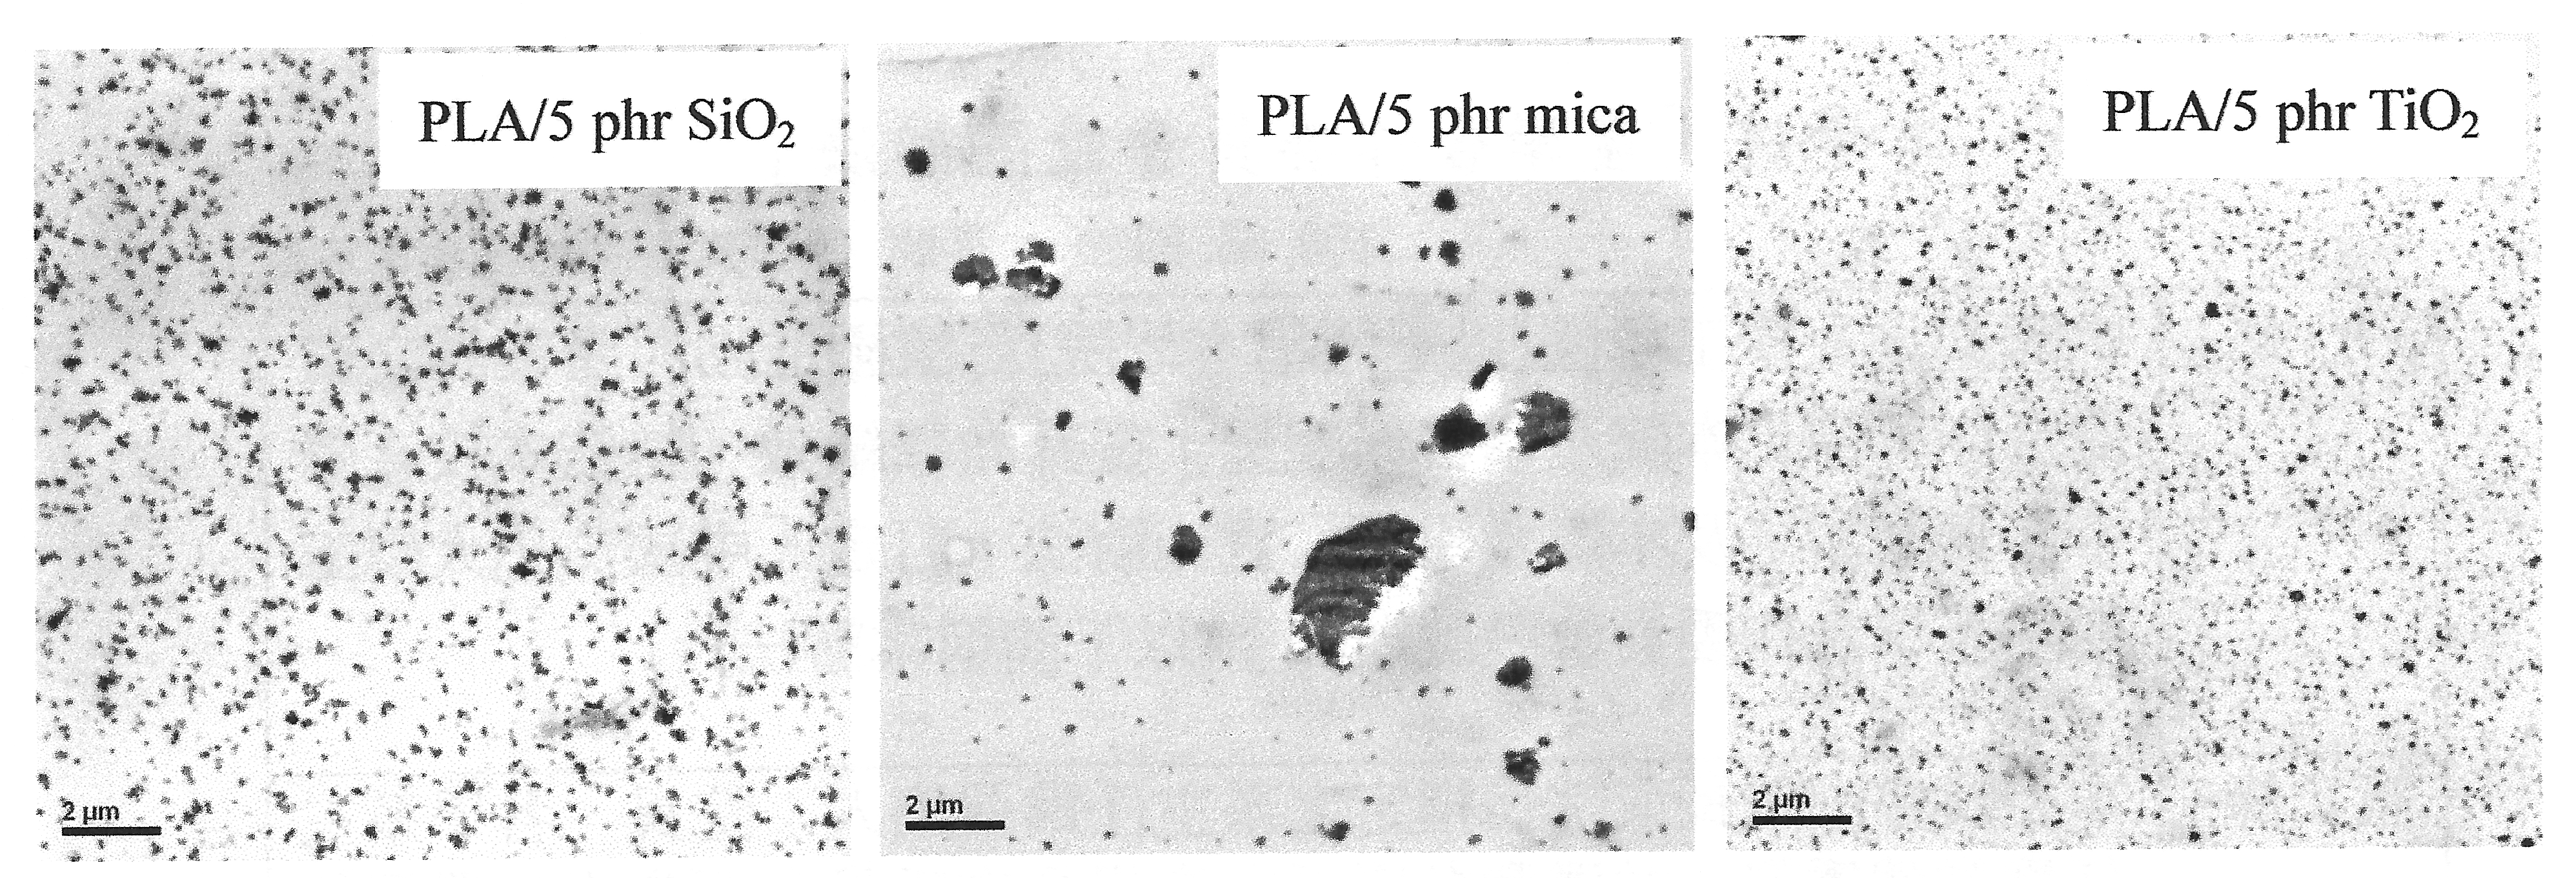 PLA/5 phr SiO₂
PLA/5 phr mica
PLA/5 phr TiO₂
2 µm
2 µm
2 µm